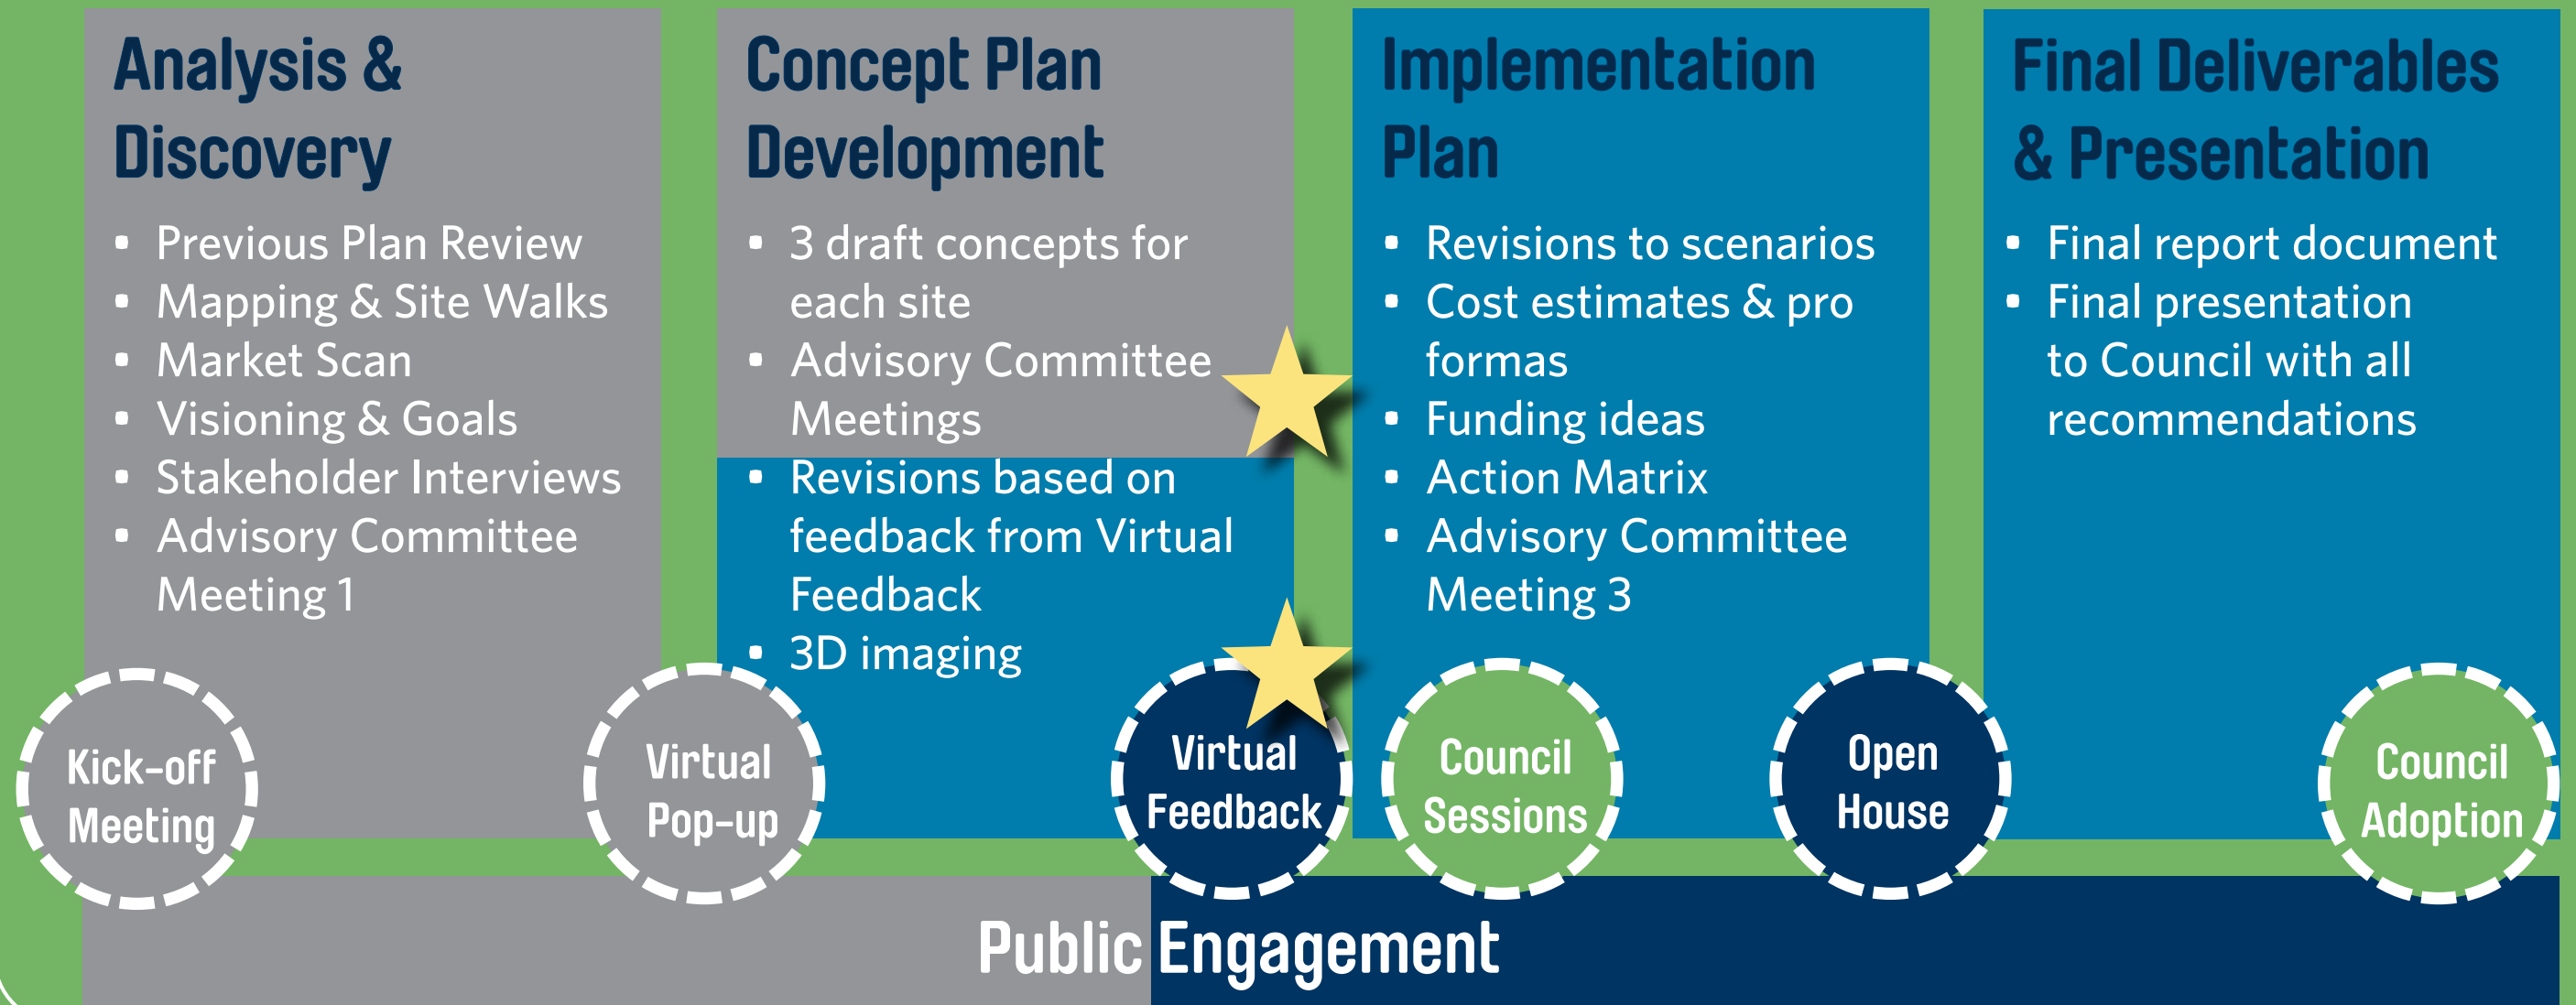 Analysis &
Discovery
• Previous Plan Review
• Mapping & Site Walks
• Market Scan
• Visioning & Goals
• Stakeholder Interviews
• Advisory Committee
Meeting 1
Concept Plan
Development
• 3 draft concepts for
each site
• Advisory Committee
Meetings
• Revisions based on
feedback from Virtual
Feedback
• 3D imaging
Implementation
Plan
• Revisions to scenarios
• Cost estimates & pro
formas
• Funding ideas
• Action Matrix
• Advisory Committee
Meeting 3
Final Deliverables
& Presentation
• Final report document
• Final presentation
to Council with all
recommendations
Kick-off
Meeting
Virtual
Pop-up
Virtual
Feedback
Council
Sessions
Open
House
Council
Adoption
Public Engagement